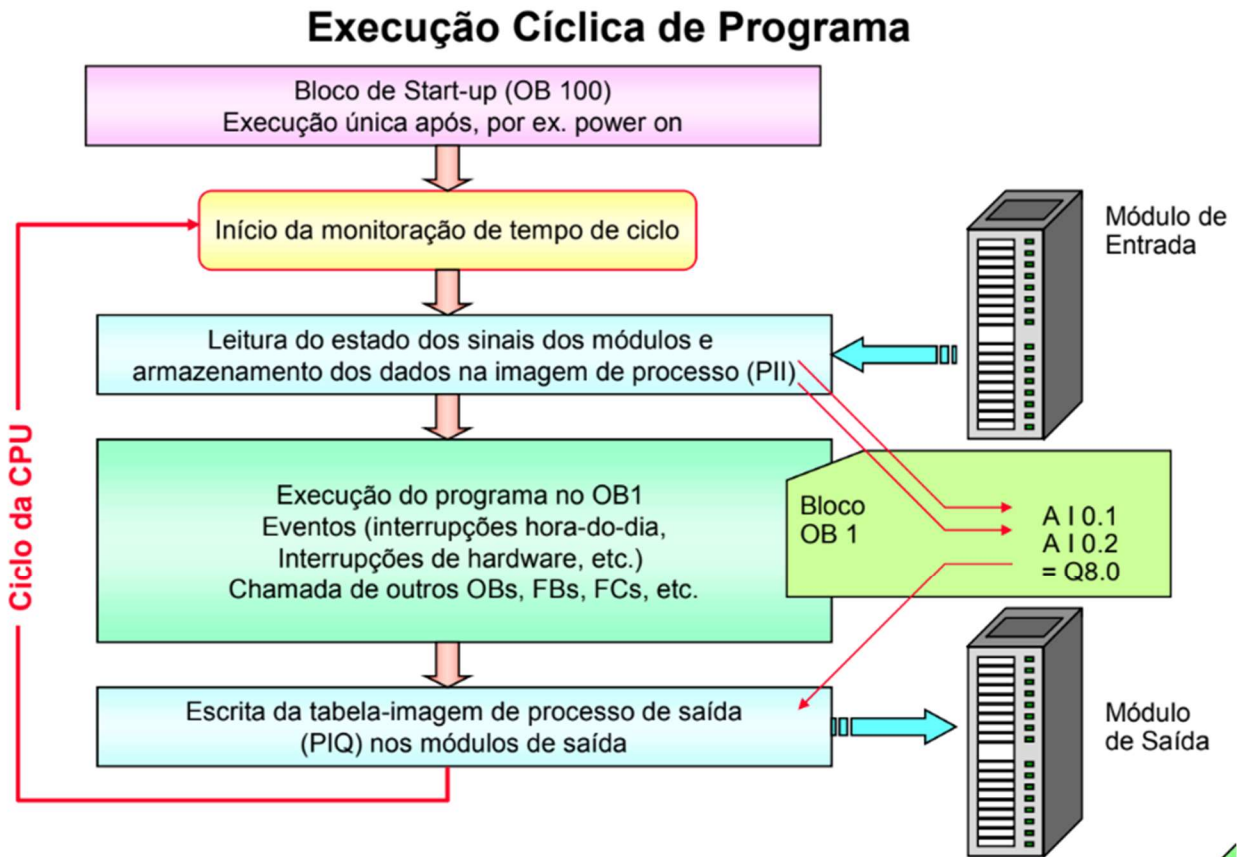 Execução Cíclica de Programa
Bloco de Start-up (OB 100)
Execução única após, por ex. power on
Início da monitoração de tempo de ciclo
Módulo de
Entrada
Leitura do estado dos sinais dos módulos e
armazenamento dos dados na imagem de processo (PII)
Ciclo da CPU
Execução do programa no OB1
Eventos (interrupções hora-do-dia,
Interrupções de hardware, etc.)
Chamada de outros OBs, FBs, FCs, etc.
Bloco
OB 1
A I 0.1
A I 0.2
= Q8.0
Escrita da tabela-imagem de processo de saída
(PIQ) nos módulos de saída
Módulo
de Saída